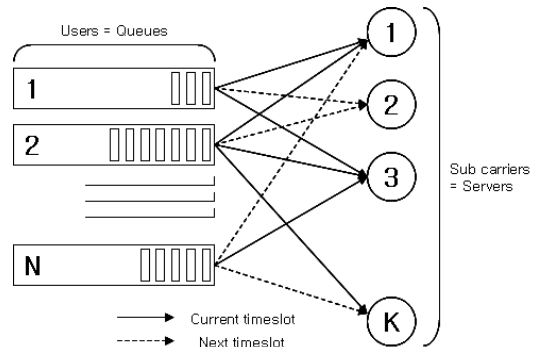 Users = Queues
1
2
N
1
2
3
K
Sub carriers
= Servers
Current timeslot
Next timeslot